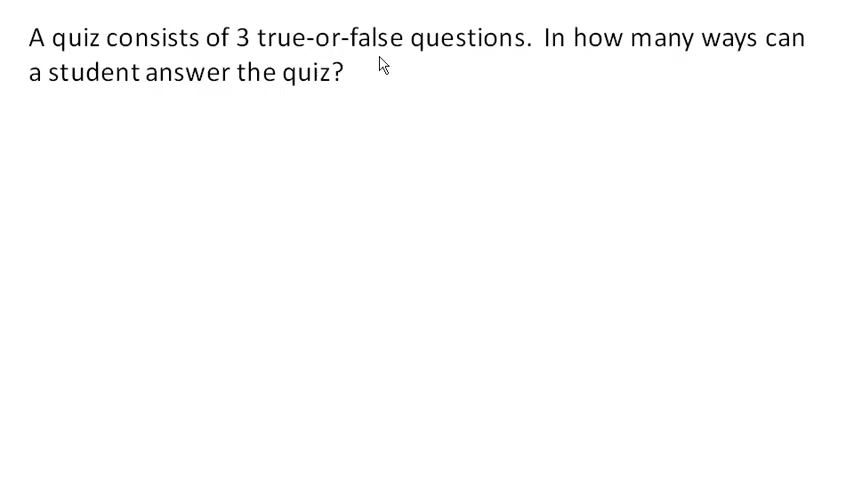 A quiz consists of 3 true-or-false questions. In how many ways can
a student answer the quiz?